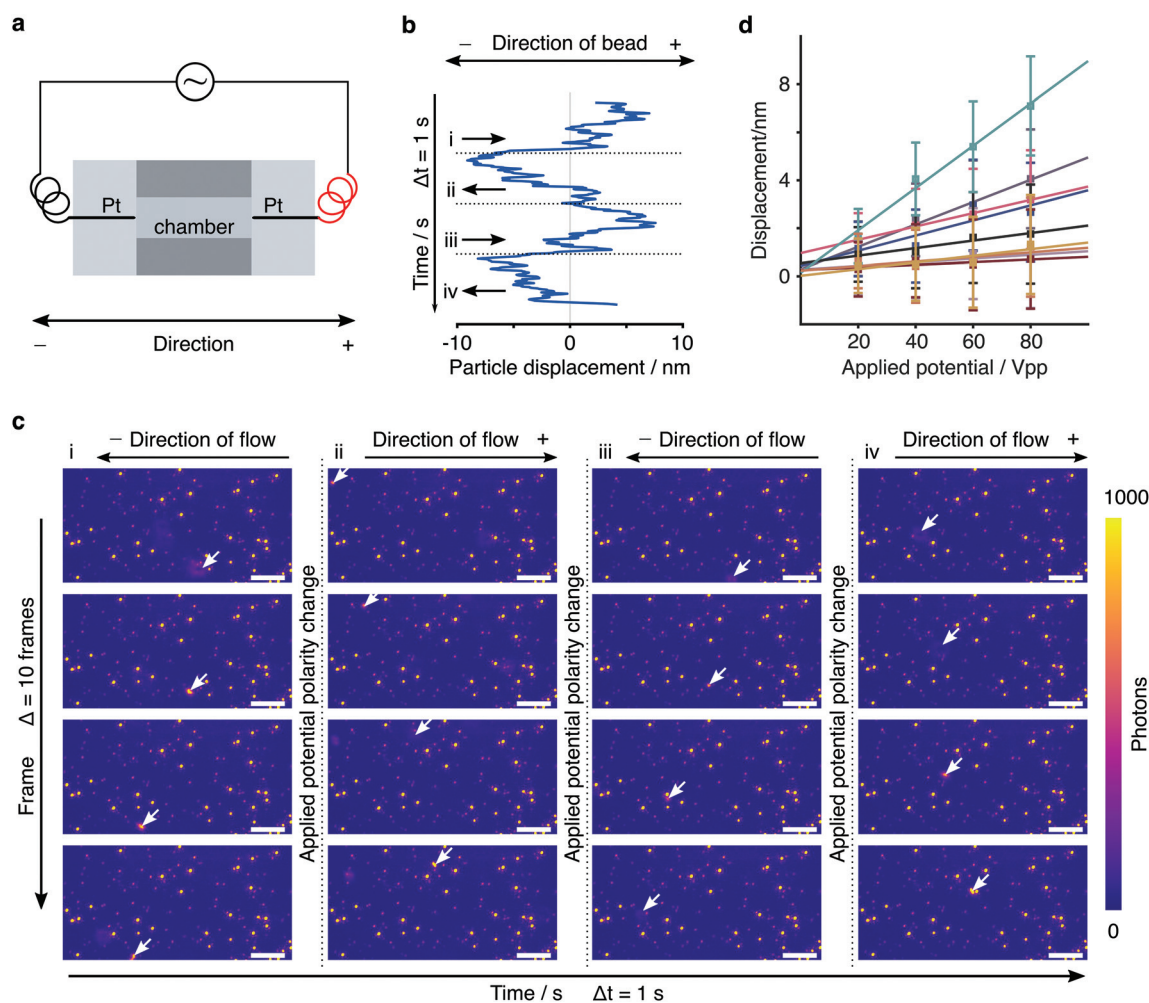 a
Pt
Pt
chamber
−
Direction
+
b
− Direction of bead +
Δt = 1 s
Time / s
i
ii
iii
iv
-10 0 10
Particle displacement / nm
d
Displacement/nm
8
4
0
20 40 60 80
Applied potential / Vpp
c
i
− Direction of flow
ii
Direction of flow +
iii
− Direction of flow
iv
Direction of flow +
Frame Δ = 10 frames
Applied potential polarity change
Applied potential polarity change
Applied potential polarity change
1000
Photons
0
Time / s Δt = 1 s